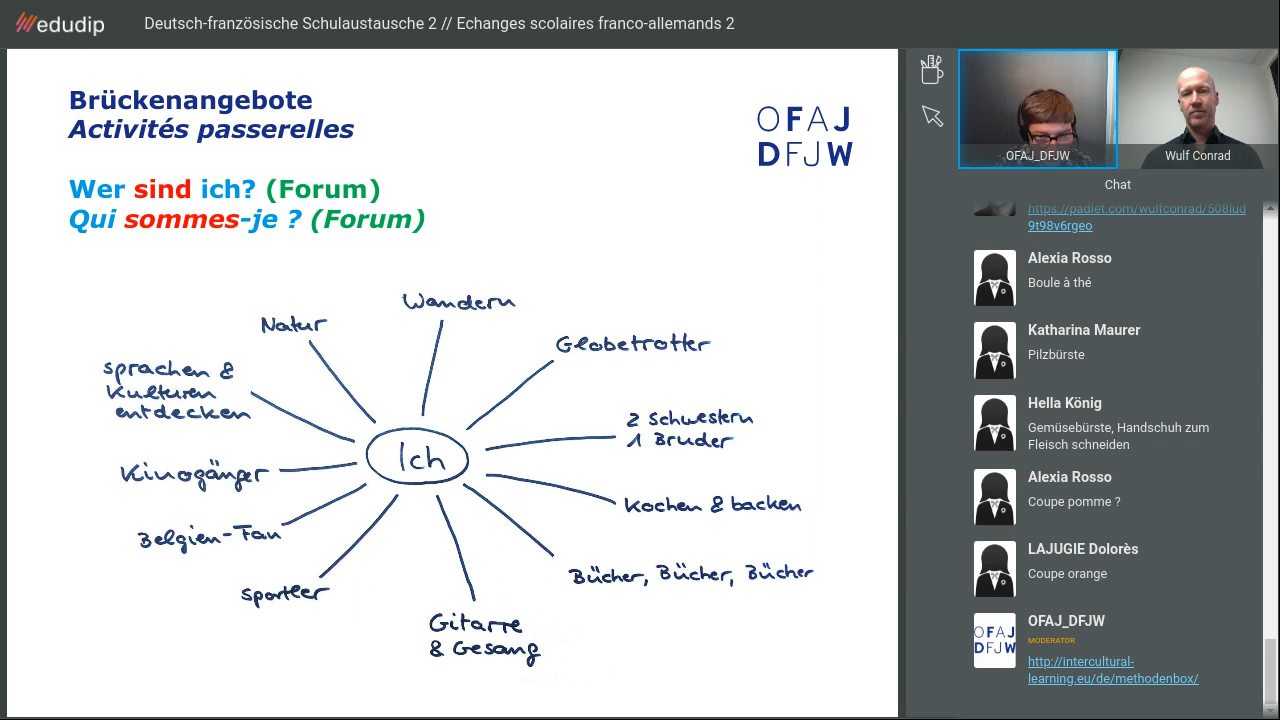 edudip
Deutsch-französische Schulaustausche 2 // Echanges scolaires franco-allemands 2
Brückenangebote
Activités passerelles
OFAJ
DFJW
Wer sind ich? (Forum)
Qui sommes-je ? (Forum)
Wandern
Natur
Globetrotter
sprachen &
Kulturen
entdecken
2 Schwestern
1 Bruder
Ich
Kinogänger
Kochen & backen
Belgien-Fan
Bücher, Bücher, Bücher
sportler
Gitarre
& Gesang
OFAJ_DFJW
Wulf Conrad
Chat
https://padlet.com/wulfconrad/508lud
9t98v6rgeo
Alexia Rosso
Boule à thé
Katharina Maurer
Pilzbürste
Hella König
Gemüsebürste, Handschuh zum
Fleisch schneiden
Alexia Rosso
Coupe pomme ?
LAJUGIE Dolorès
Coupe orange
OFAJ
DFJW
OFAJ_DFJW
MODERATOR
http://intercultural-
learning.eu/de/methodenbox/